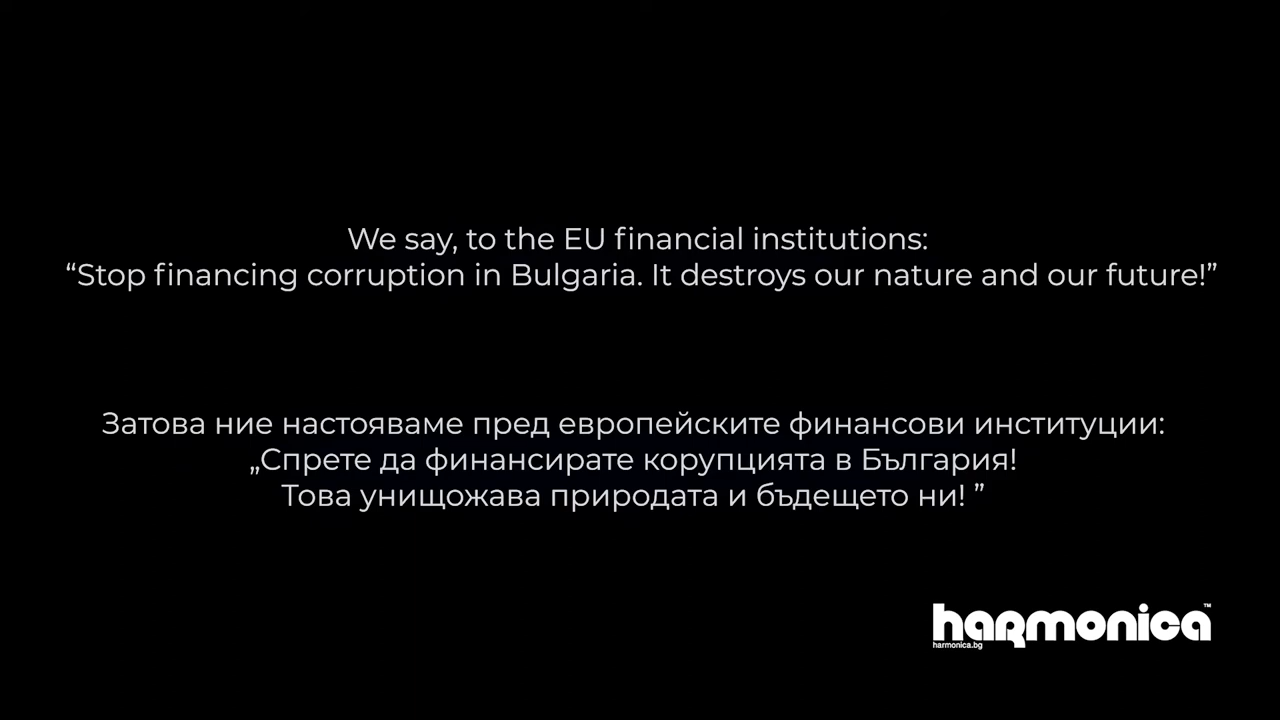 We say, to the EU financial institutions:
“Stop financing corruption in Bulgaria. It destroys our nature and our future!”
Затова ние настояваме пред европейските финансови институции:
„Спрете да финансирате корупцията в България!
Това унищожава природата и бъдещето ни! ”
harmonica™
harmonica.bg